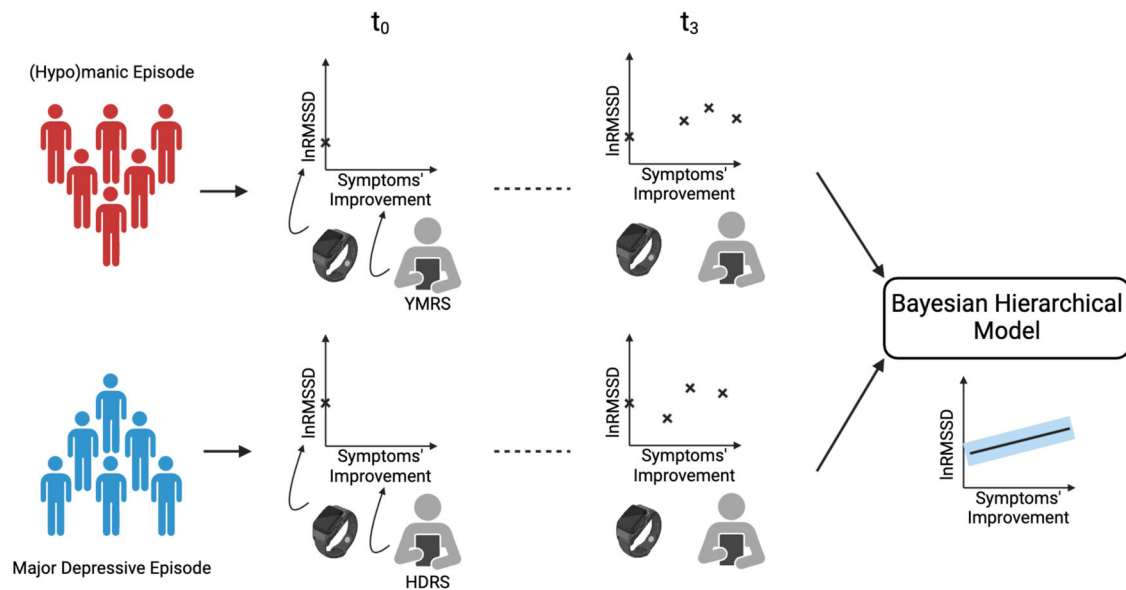 t0
t3
(Hypo)manic Episode
lnRMSSD
Symptoms'
Improvement
YMRS
lnRMSSD
Symptoms'
Improvement
Bayesian Hierarchical
Model
lnRMSSD
Symptoms'
Improvement
HDRS
lnRMSSD
Symptoms'
Improvement
lnRMSSD
Symptoms'
Improvement
Major Depressive Episode